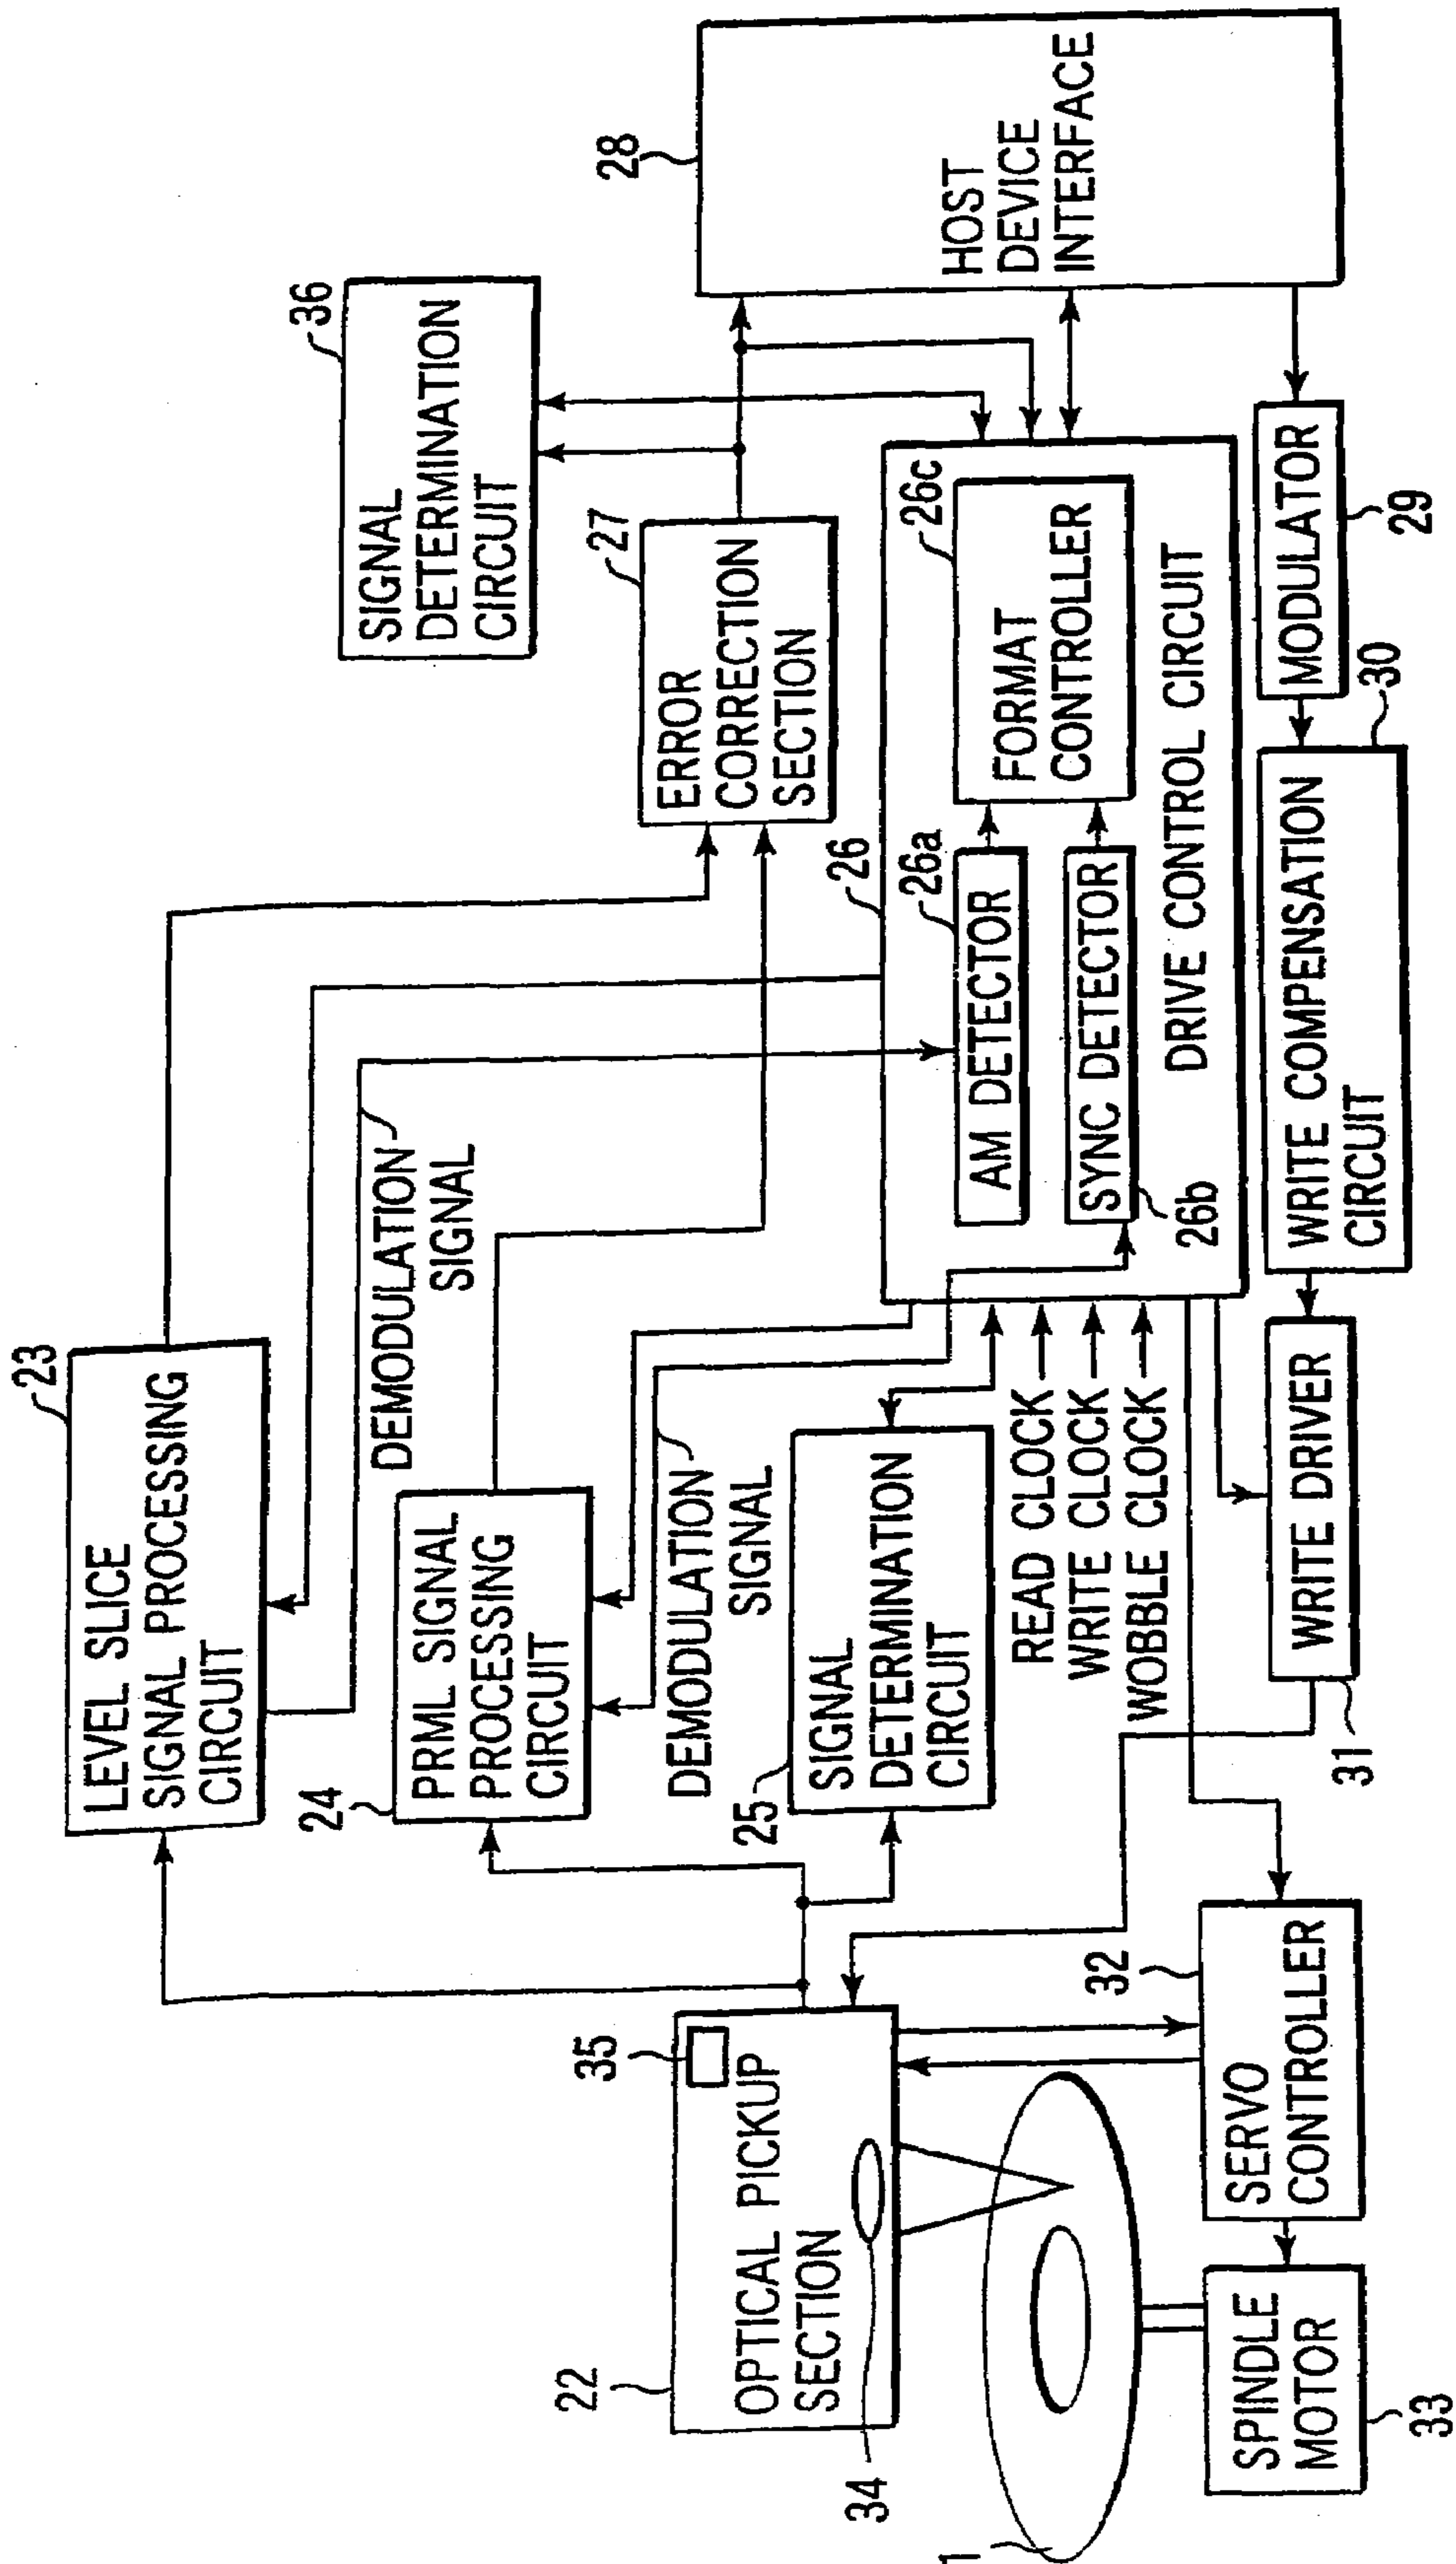 23
LEVEL SLICE
SIGNAL PROCESSING
CIRCUIT
36
SIGNAL
DETERMINATION
CIRCUIT
DEMODULATION
SIGNAL
24
PRML SIGNAL
PROCESSING
CIRCUIT
27
ERROR
CORRECTION
SECTION
28
HOST
DEVICE
INTERFACE
DEMODULATION
SIGNAL
22
OPTICAL PICKUP
SECTION
35
34
25
SIGNAL
DETERMINATION
CIRCUIT
26
26a
AM DETECTOR
26c
FORMAT
CONTROLLER
SYNC DETECTOR
26b
DRIVE CONTROL CIRCUIT
READ CLOCK
WRITE CLOCK
WOBBLE CLOCK
1
32
SERVO
CONTROLLER
SPINDLE
MOTOR
33
WRITE DRIVER
31
WRITE COMPENSATION
CIRCUIT
30
MODULATOR
29